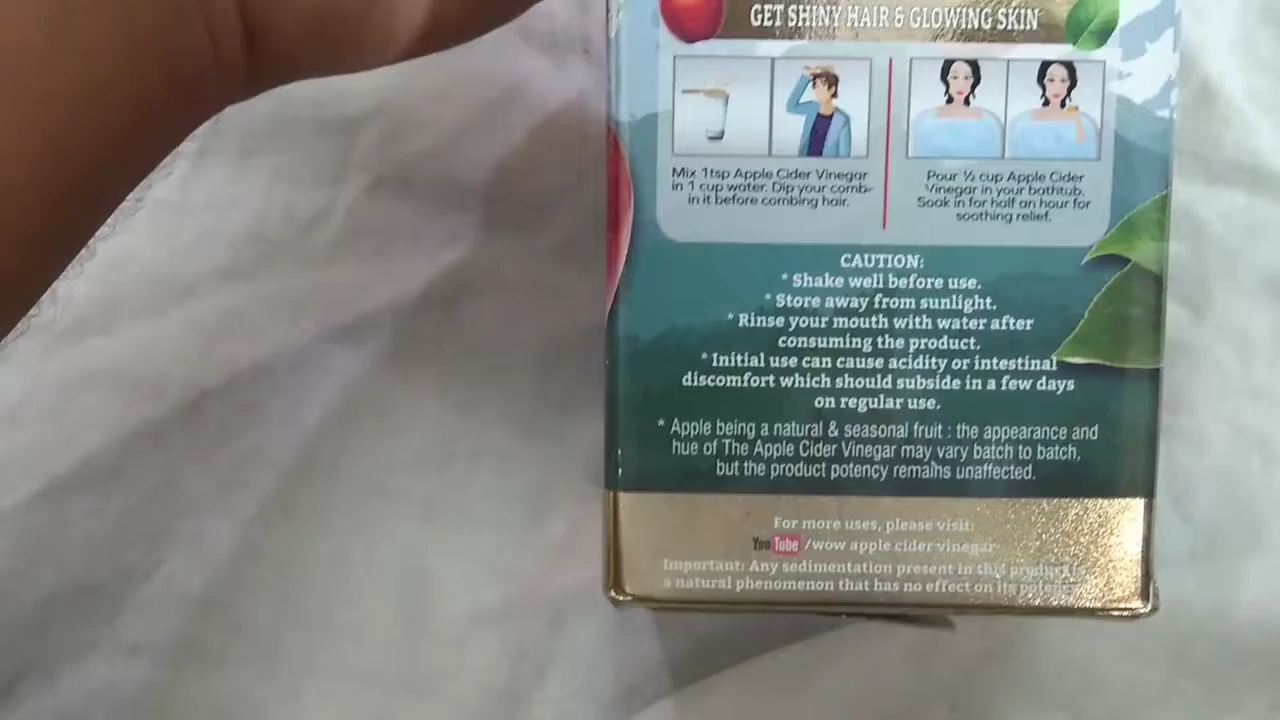 GET SHINY HAIR & GLOWING SKIN
Mix 1tsp Apple Cider Vinegar
in 1 cup water. Dip your comb-
in it before combing hair.
Pour ½ cup Apple Cider
Vinegar in your bathtub.
Soak in for half an hour for
soothing relief.
CAUTION:
* Shake well before use.
* Store away from sunlight.
* Rinse your mouth with water after
consuming the product.
* Initial use can cause acidity or intestinal
discomfort which should subside in a few days
on regular use.
* Apple being a natural & seasonal fruit : the appearance and
hue of The Apple Cider Vinegar may vary batch to batch,
but the product potency remains unaffected.
For more uses, please visit:
YouTube /wow apple cider vinegar
Important: Any sedimentation present in this product is
a natural phenomenon that has no effect on its potency